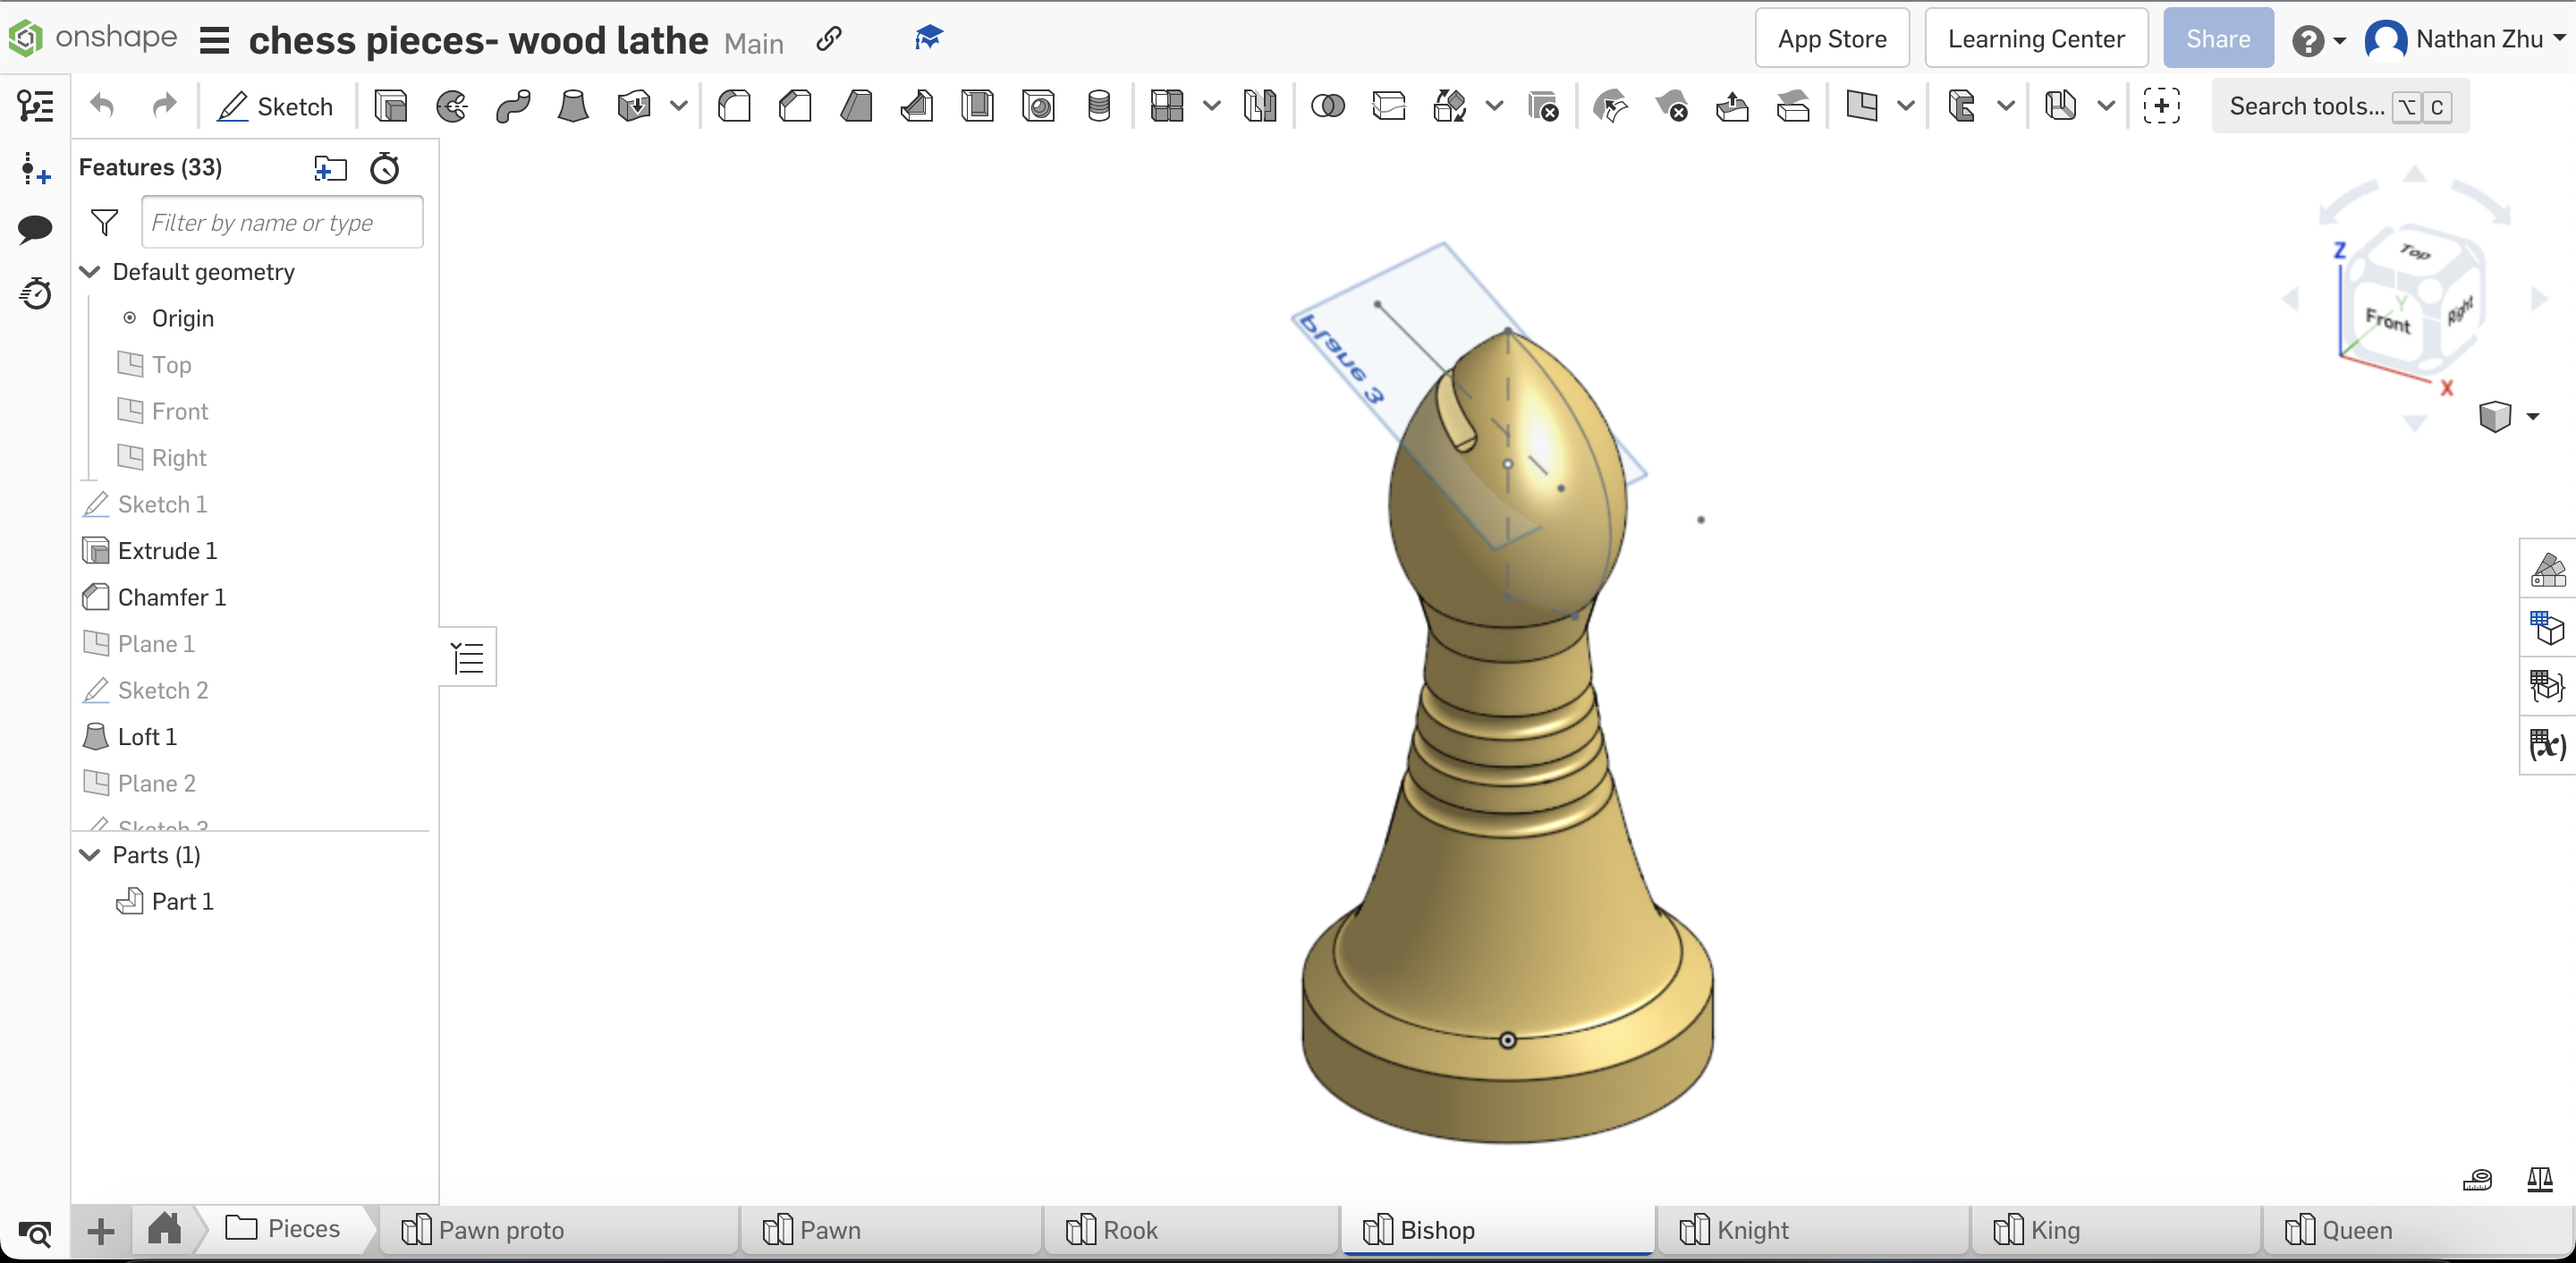 onshape chess pieces- wood lathe Main App Store Learning Center Share Nathan Zhu
Sketch Search tools... ⌥ C
Features (33)
Filter by name or type
Default geometry
Origin
Top
Front
Right
Sketch 1
Extrude 1
Chamfer 1
Plane 1
Sketch 2
Loft 1
Plane 2
Sketch 3
Parts (1)
Part 1
plane 3
Z
Top
Y
Front
Right
X
(x)
Pieces Pawn proto Pawn Rook Bishop Knight King Queen